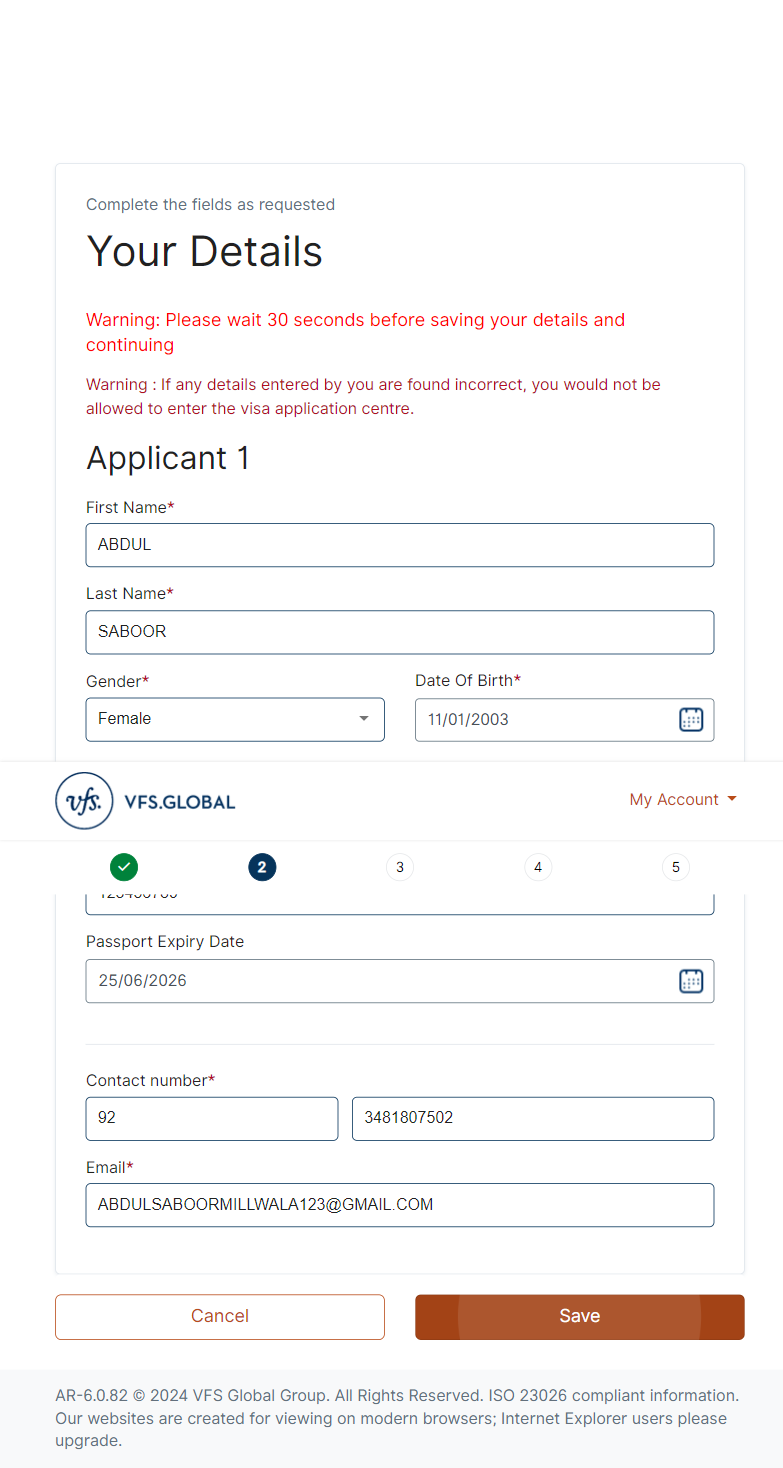 Complete the fields as requested
Your Details
Warning: Please wait 30 seconds before saving your details and
continuing
Warning : If any details entered by you are found incorrect, you would not be
allowed to enter the visa application centre.
Applicant 1
First Name*
ABDUL
Last Name*
SABOOR
Gender* Date Of Birth*
Female 11/01/2003
vfs. VFS.GLOBAL My Account
2 3 4 5
Passport Expiry Date
25/06/2026
Contact number*
92 3481807502
Email*
ABDULSABOORMILLWALA123@GMAIL.COM
Cancel Save
AR-6.0.82 © 2024 VFS Global Group. All Rights Reserved. ISO 23026 compliant information.
Our websites are created for viewing on modern browsers; Internet Explorer users please
upgrade.